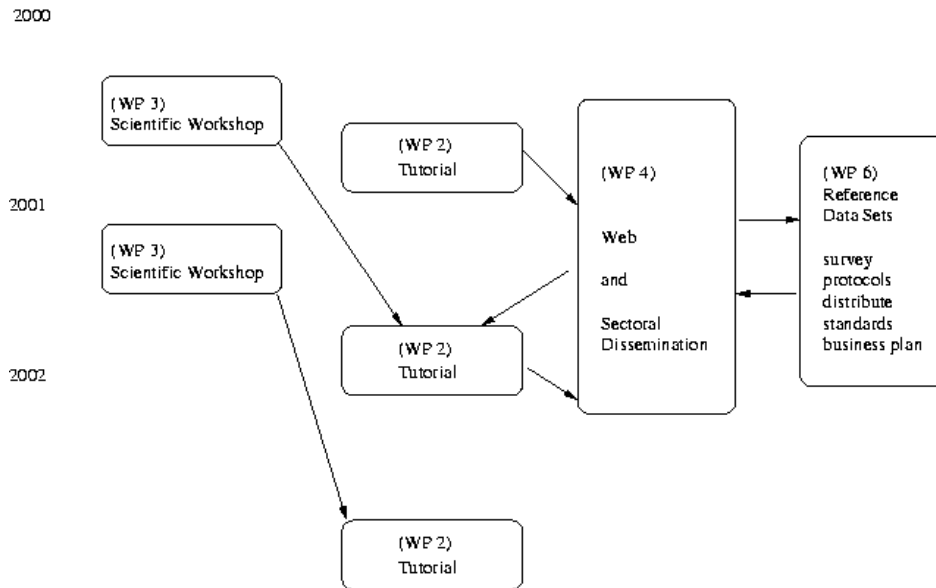 2000
(WP 3)
Scientific Workshop
(WP 2)
Tutorial
2001
(WP 3)
Scientific Workshop
(WP 2)
Tutorial
2002
(WP 2)
Tutorial
(WP 4)
Web
and
Sectoral
Dissemination
(WP 6)
Reference
Data Sets
survey
protocols
distribute
standards
business plan